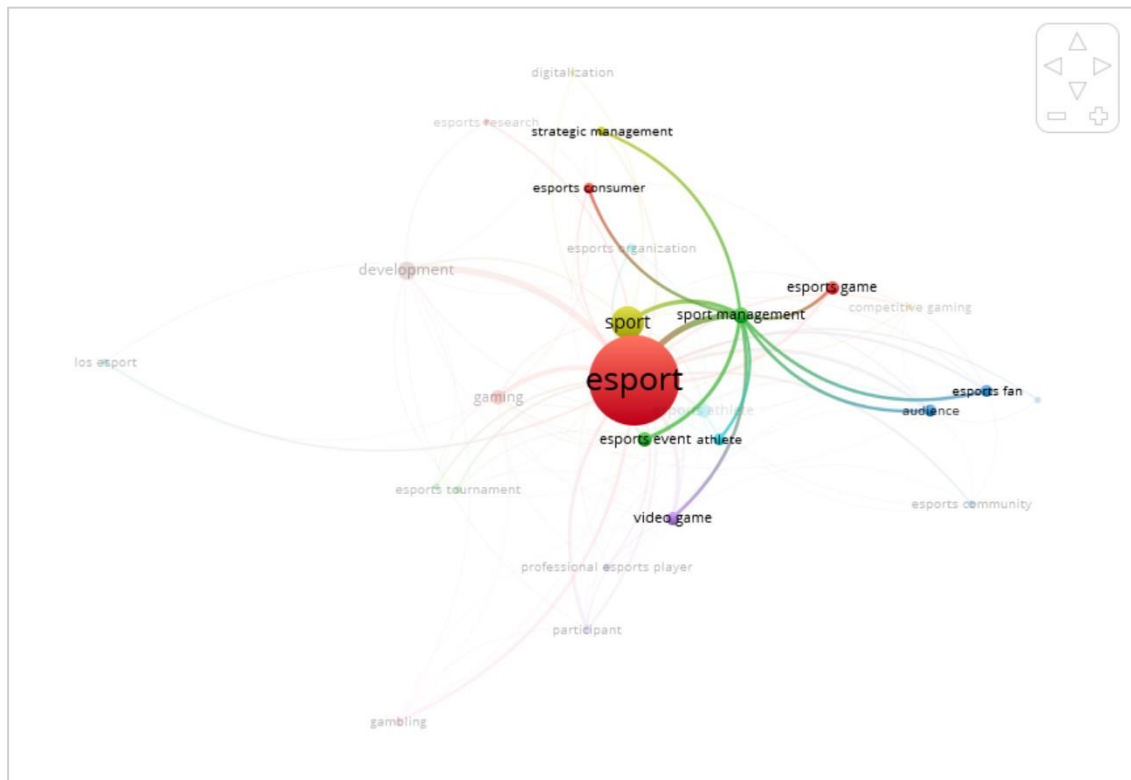 digitalization
esports research
strategic management
esports consumer
esports organization
development
esports game
competitive gaming
sport management
sport
los esport
esport
esports fan
gaming
esports athlete
audience
esports event
athlete
esports tournament
esports community
video game
professional esports player
participant
gambling